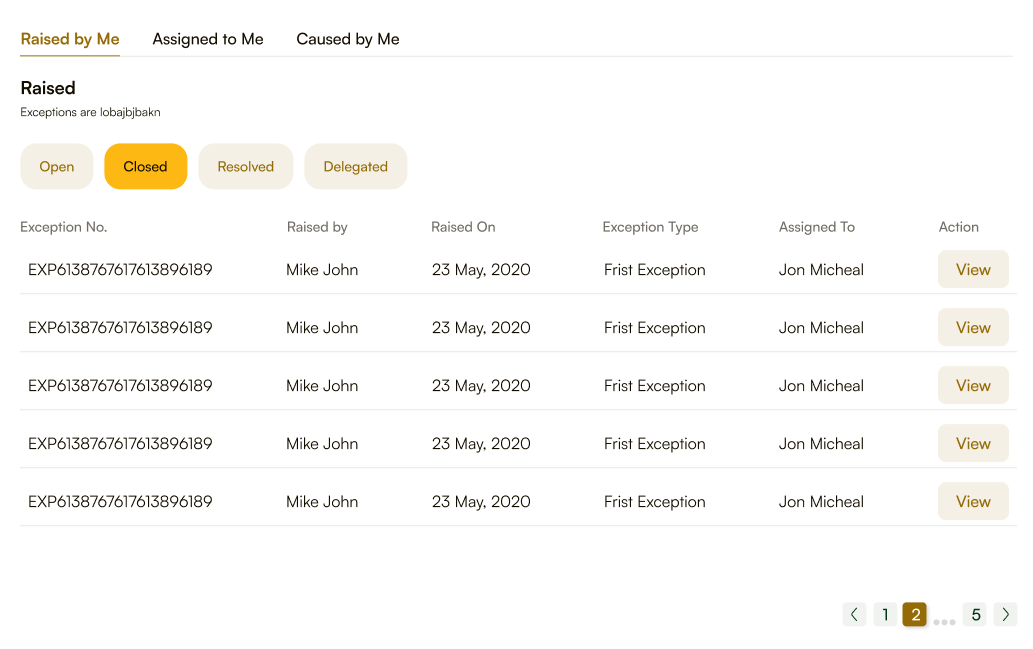 Raised by Me Assigned to Me Caused by Me
Raised
Exceptions are lobajbjbakn
Open Closed Resolved Delegated
Exception No. Raised by Raised On Exception Type Assigned To Action
EXP6138767617613896189 Mike John 23 May, 2020 Frist Exception Jon Micheal View
EXP6138767617613896189 Mike John 23 May, 2020 Frist Exception Jon Micheal View
EXP6138767617613896189 Mike John 23 May, 2020 Frist Exception Jon Micheal View
EXP6138767617613896189 Mike John 23 May, 2020 Frist Exception Jon Micheal View
EXP6138767617613896189 Mike John 23 May, 2020 Frist Exception Jon Micheal View
1 2 ... 5